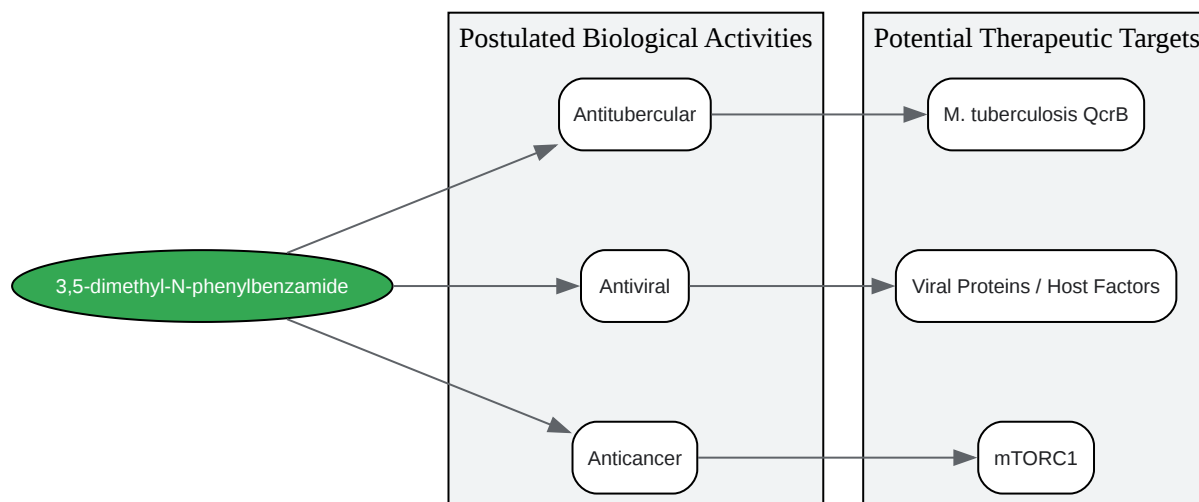 Postulated Biological Activities
Potential Therapeutic Targets
Antitubercular
M. tuberculosis QcrB
3,5-dimethyl-N-phenylbenzamide
Antiviral
Viral Proteins / Host Factors
Anticancer
mTORC1